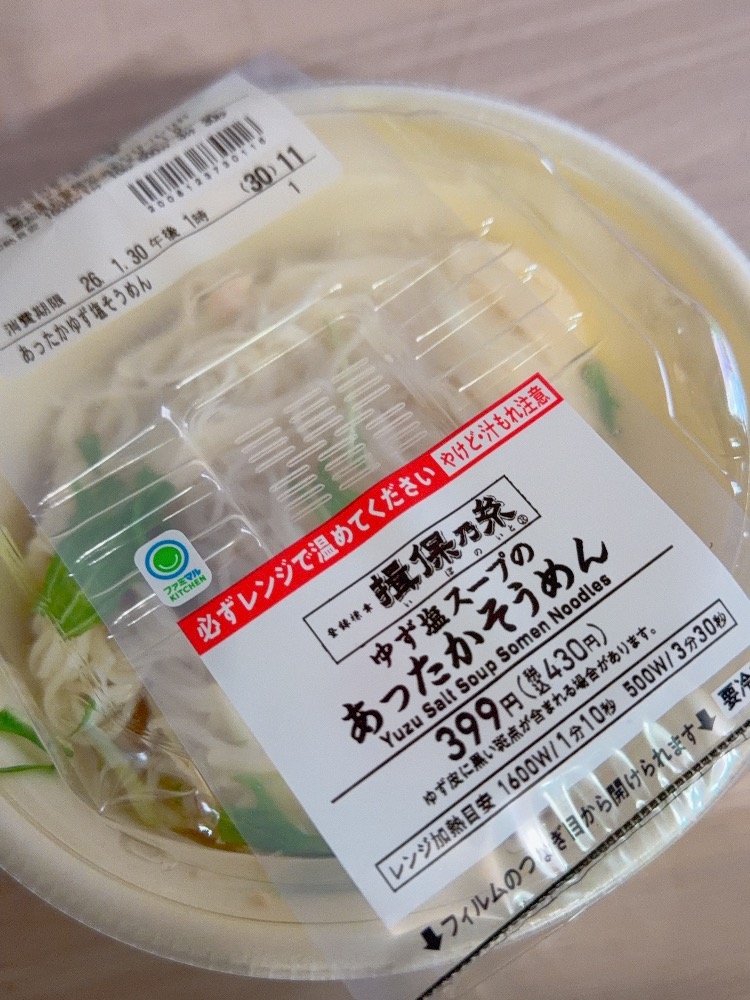 2008123730116
(30) 11
1
消費期限 26. 1.30 午後 1時
あったかゆず塩そうめん
必ずレンジで温めてください やけど・汁もれ注意
ファミマル
KITCHEN
登録標章
揖保乃糸
いぼのいと
ゆず塩スープの
あったかそうめん
Yuzu Salt Soup Somen Noodles
399円(税込430円)
ゆず皮に黒い斑点が含まれる場合があります。
レンジ加熱目安 1600W/1分10秒 500W/3分30秒
要冷
フィルムのつなぎ目から開けられます